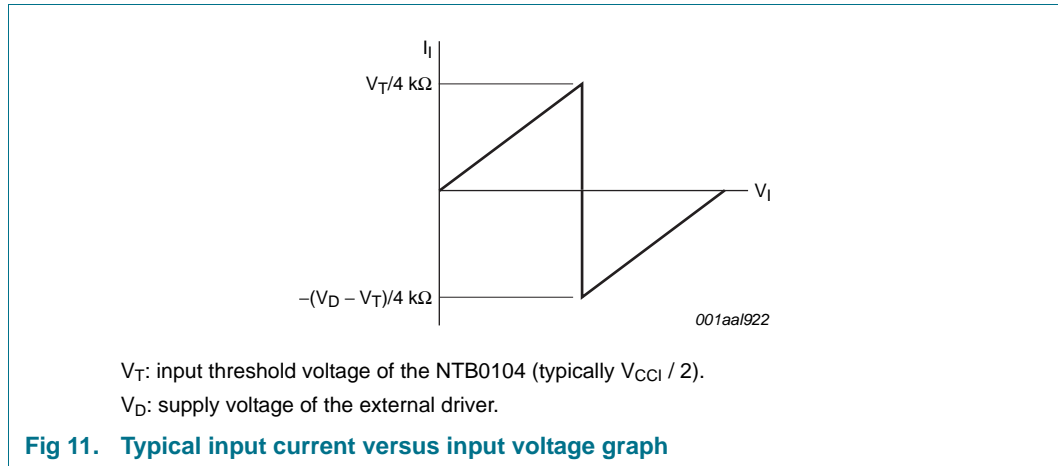 I_I
V_T/4 kΩ
V_I
−(V_D − V_T)/4 kΩ
001aal922
V_T: input threshold voltage of the NTB0104 (typically V_CCI / 2).
V_D: supply voltage of the external driver.
Fig 11. Typical input current versus input voltage graph